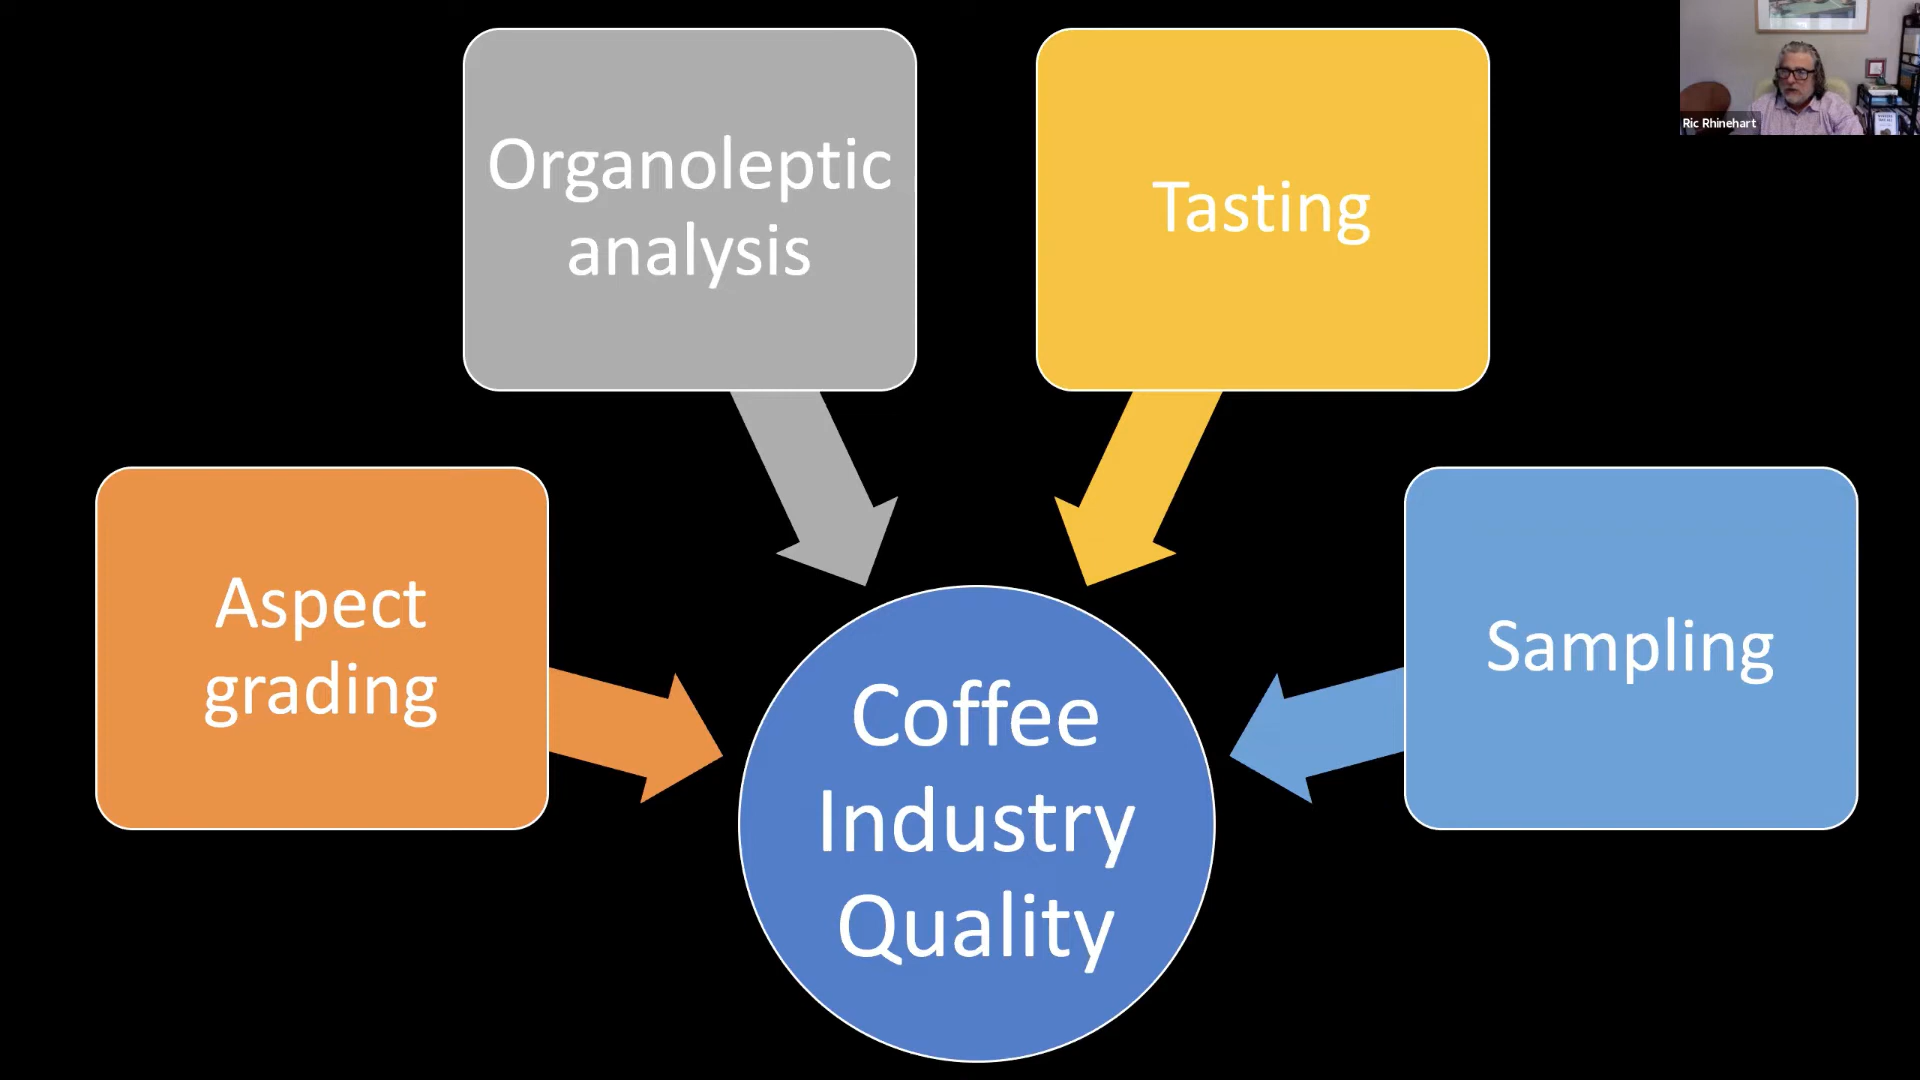 Organoleptic
analysis
Tasting
Ric Rhinehart
Aspect
grading
Sampling
Coffee
Industry
Quality